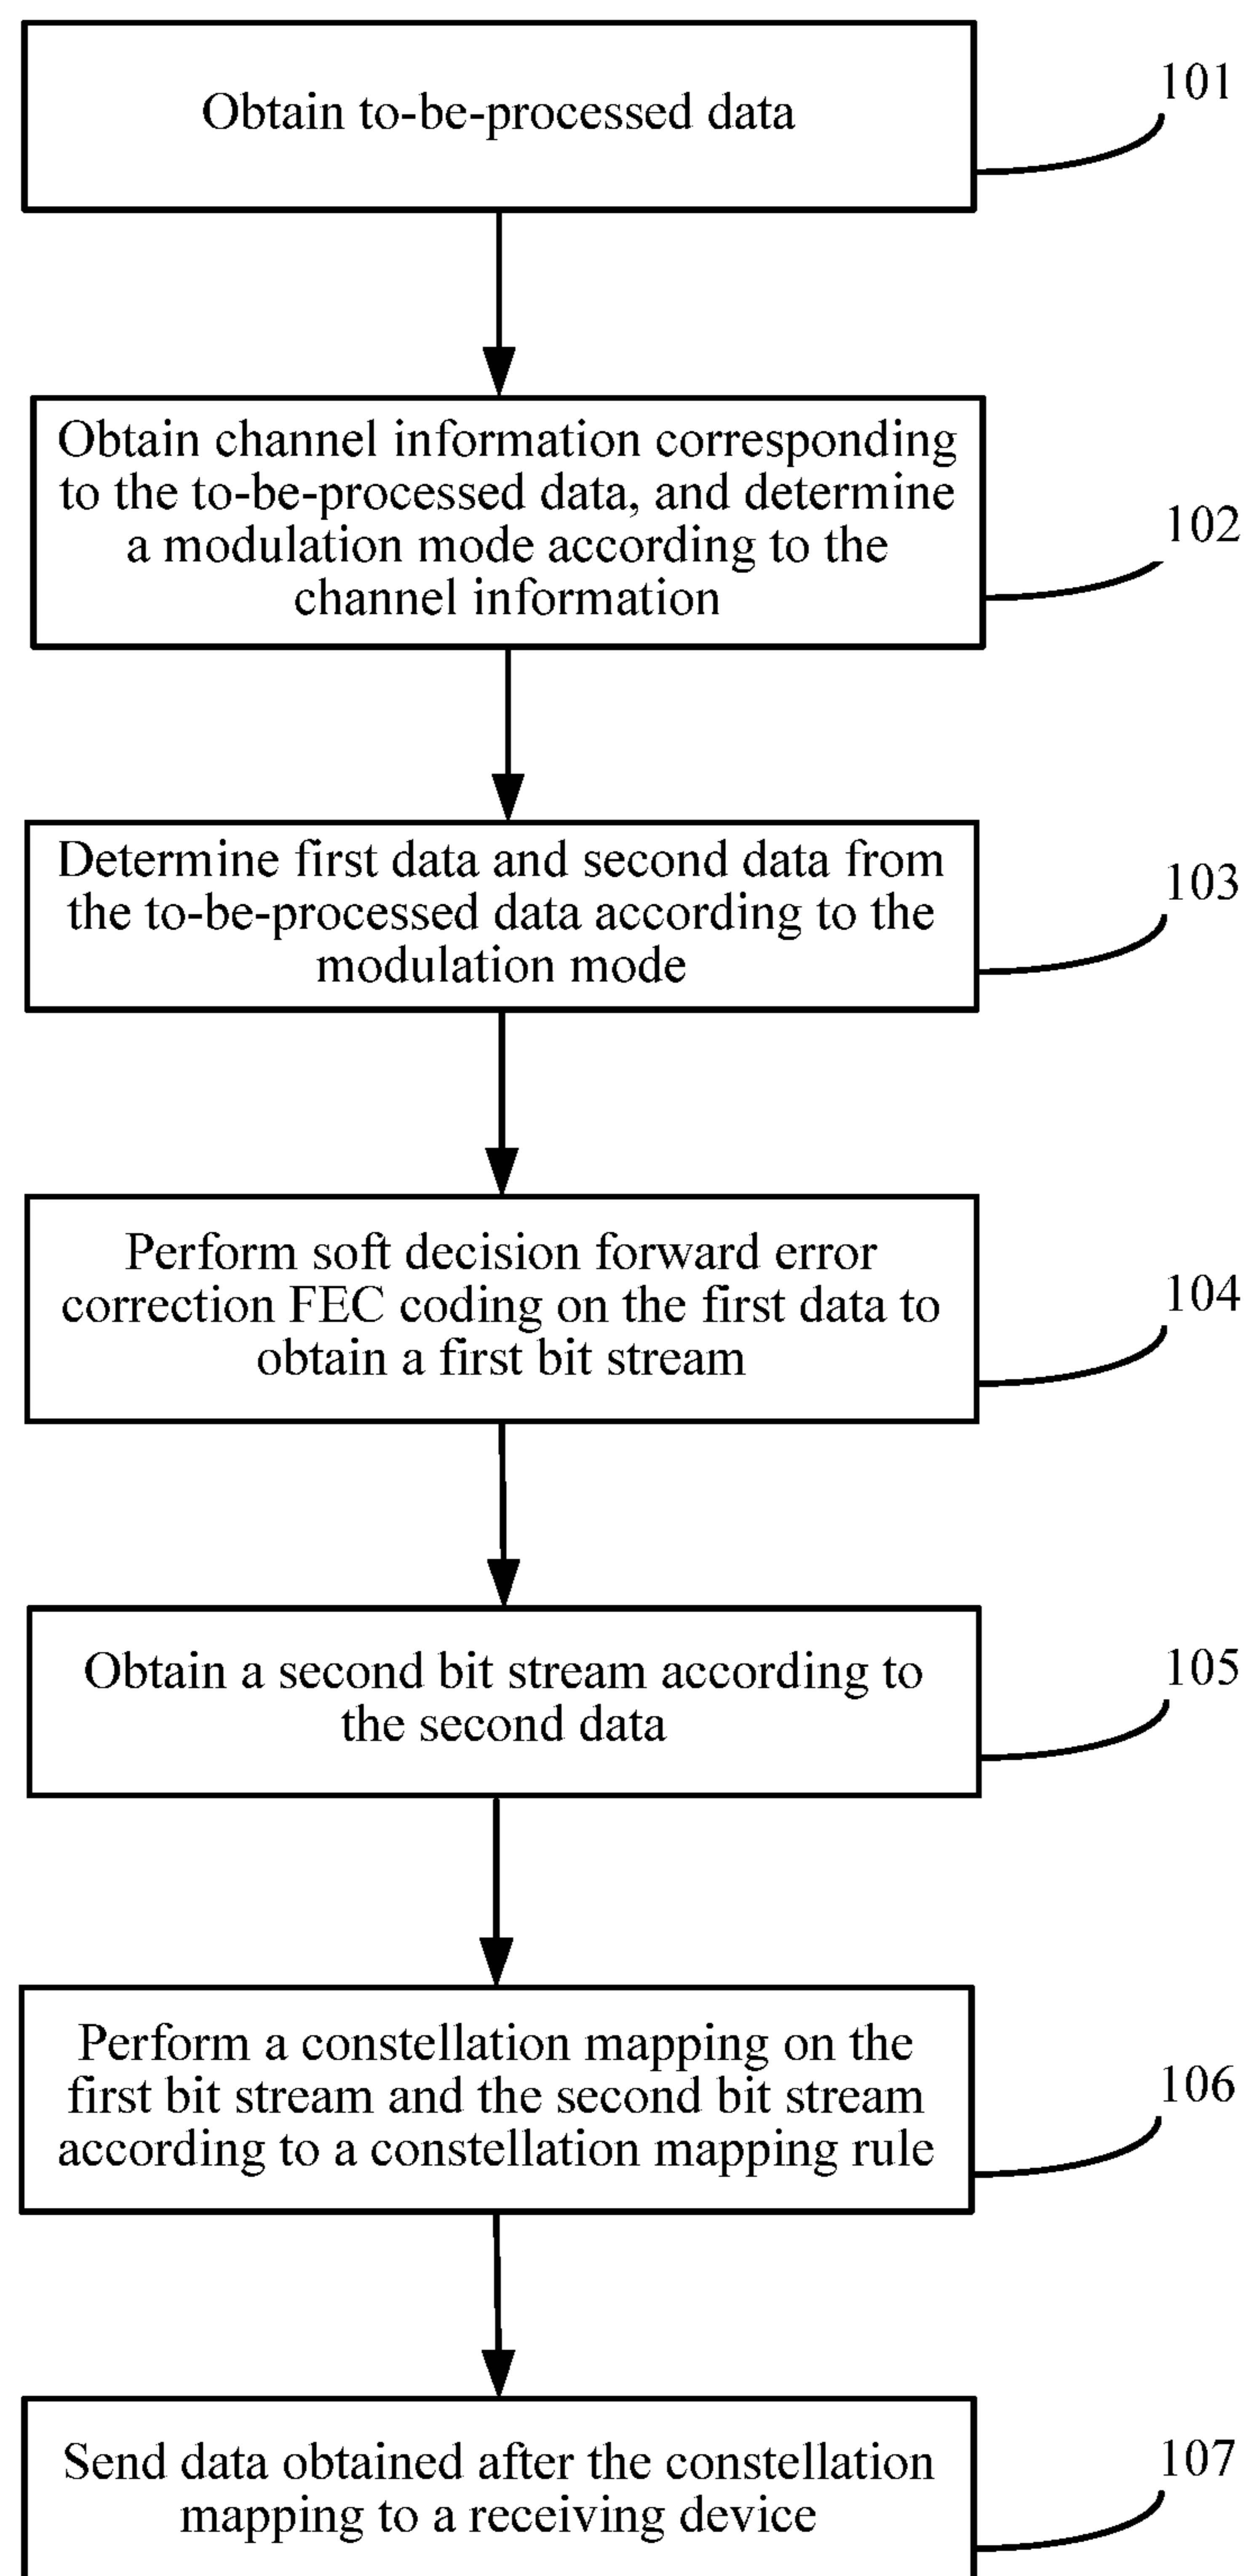 Obtain to-be-processed data
101
Obtain channel information corresponding
to the to-be-processed data, and determine
a modulation mode according to the
channel information
102
Determine first data and second data from
the to-be-processed data according to the
modulation mode
103
Perform soft decision forward error
correction FEC coding on the first data to
obtain a first bit stream
104
Obtain a second bit stream according to
the second data
105
Perform a constellation mapping on the
first bit stream and the second bit stream
according to a constellation mapping rule
106
Send data obtained after the constellation
mapping to a receiving device
107